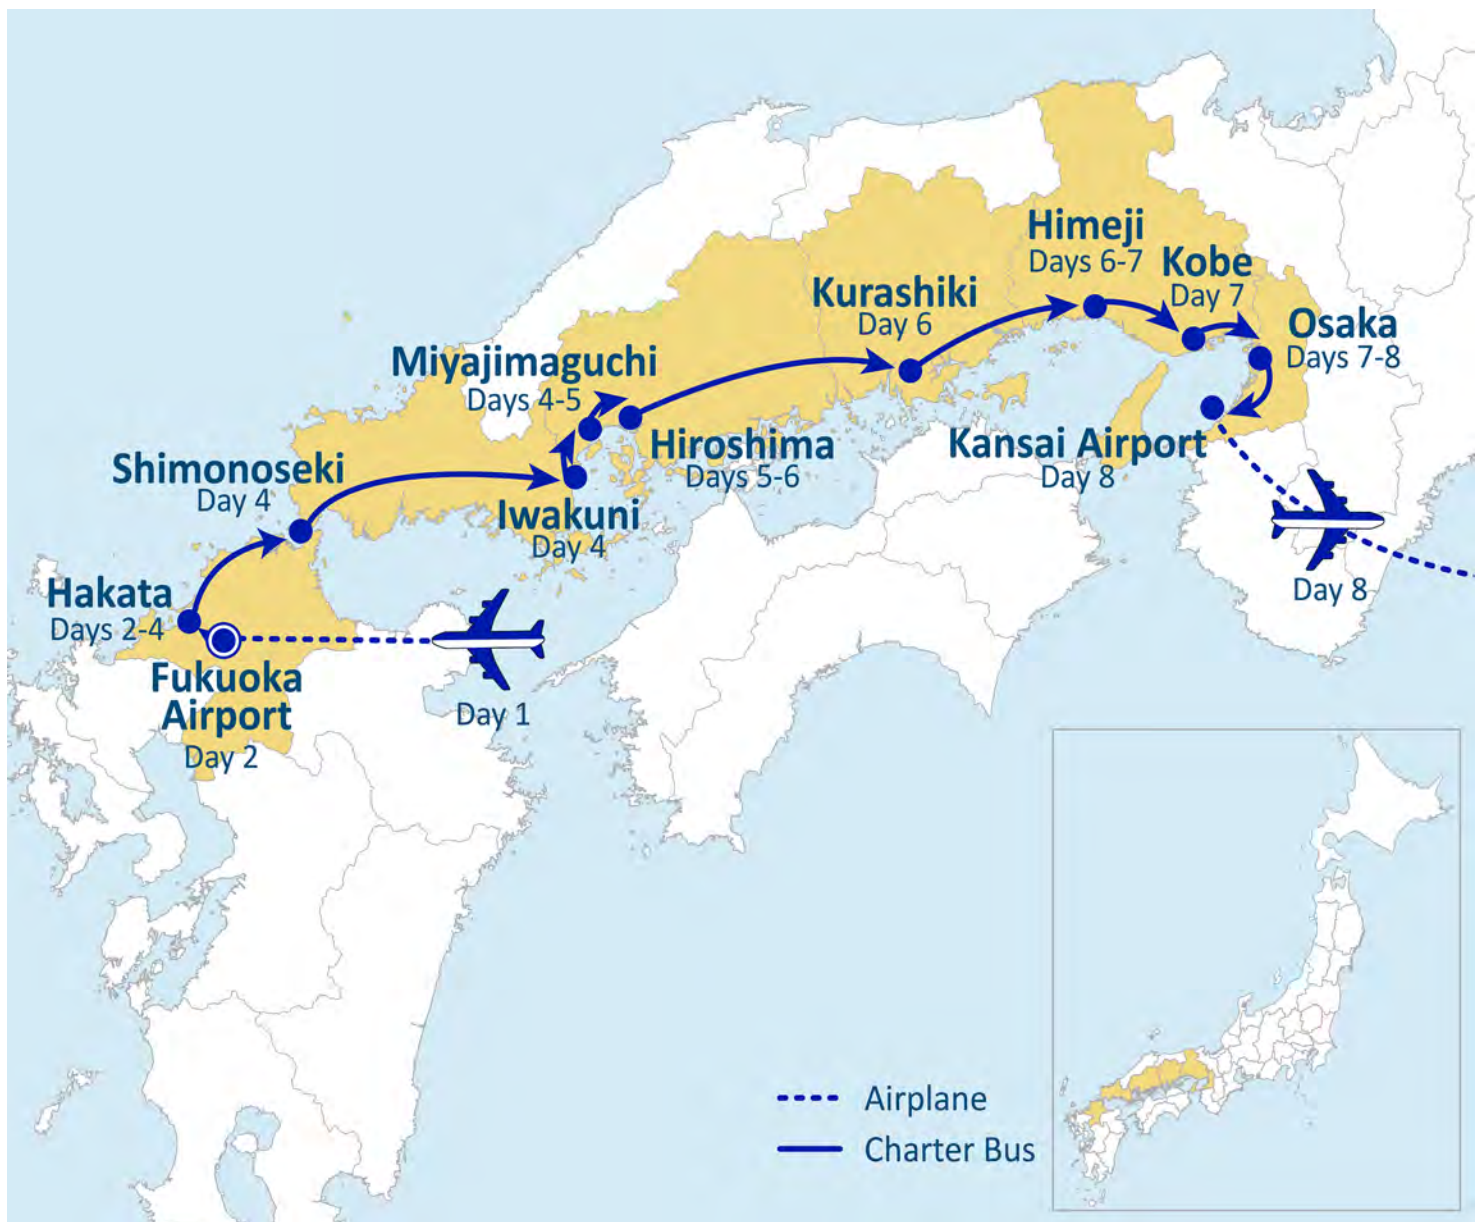 Himeji
Days 6-7
Kobe
Day 7
Kurashiki
Day 6
Osaka
Days 7-8
Miyajimaguchi
Days 4-5
Hiroshima
Days 5-6
Kansai Airport
Day 8
Shimonoseki
Day 4
Iwakuni
Day 4
Hakata
Days 2-4
Day 8
Fukuoka
Airport
Day 2
Day 1
Airplane
Charter Bus